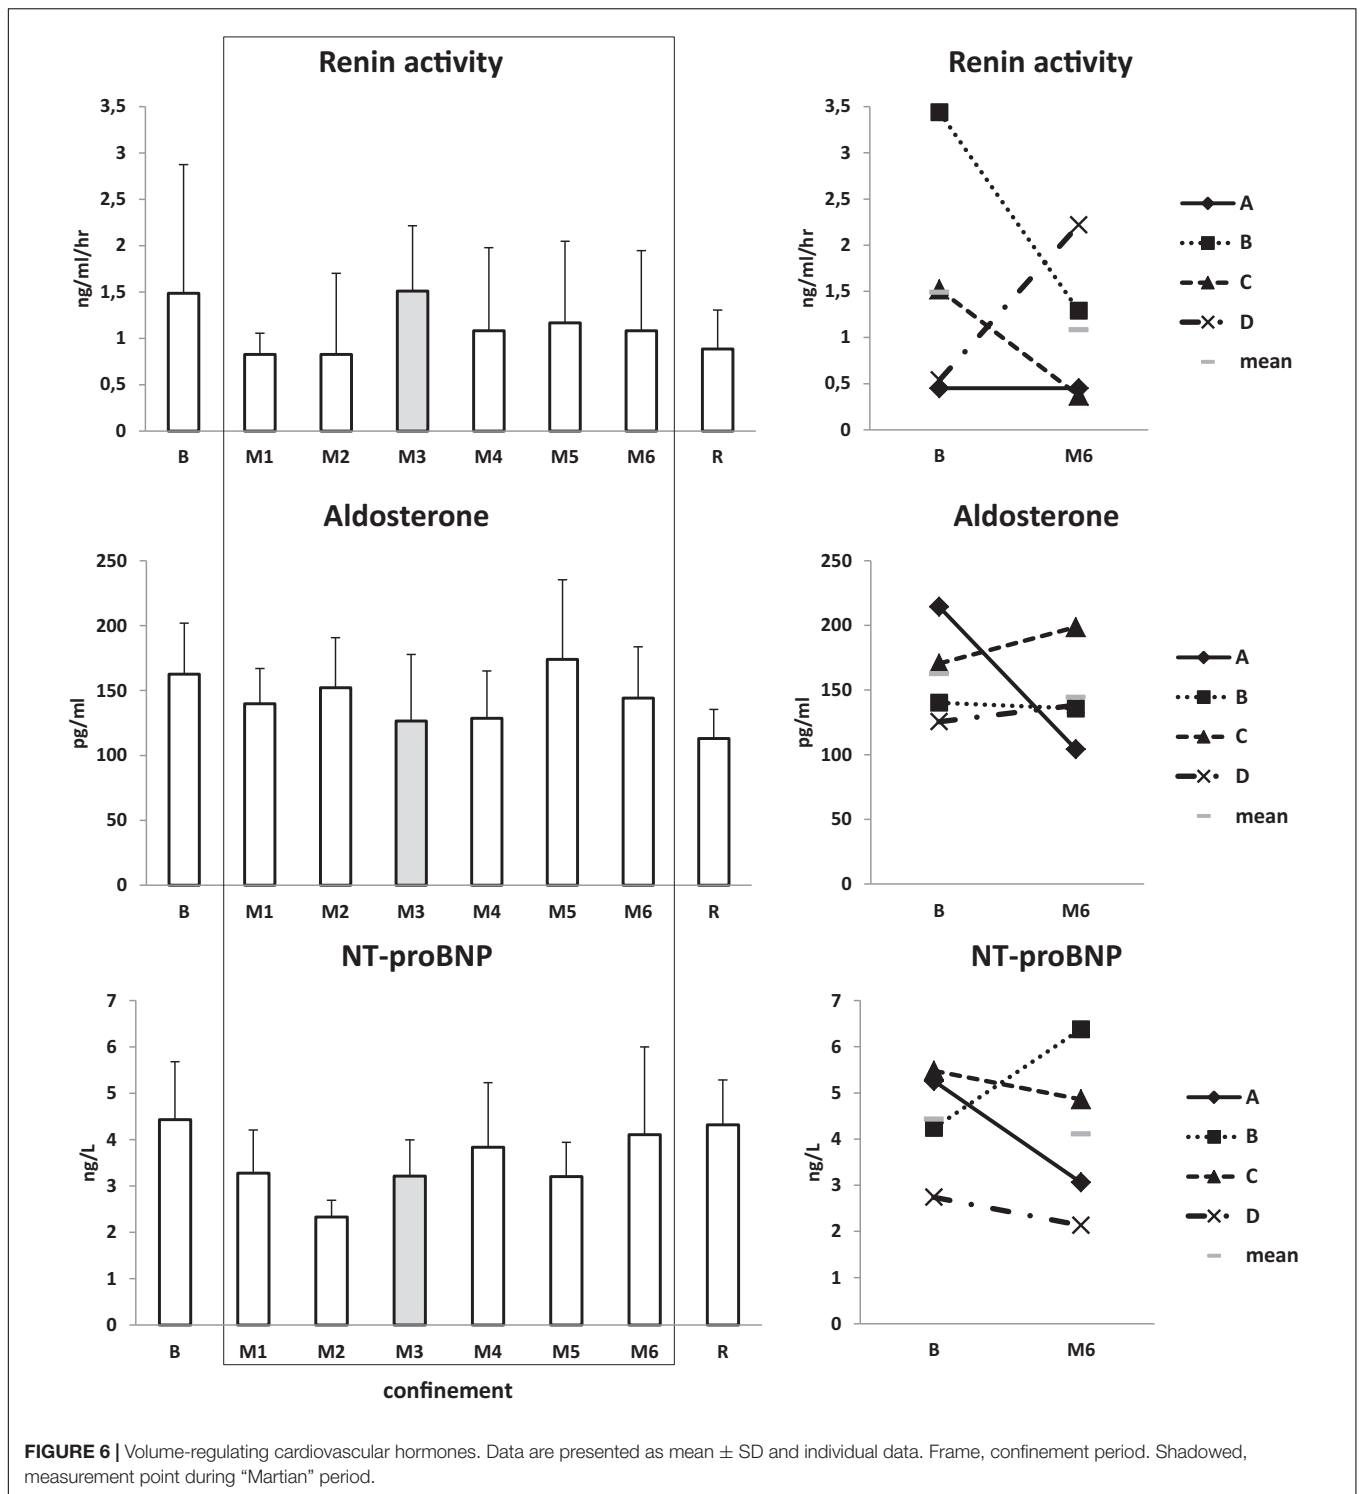 Renin activity
3,5
3
2,5
2
1,5
1
0,5
0
ng/ml/hr
B M1 M2 M3 M4 M5 M6 R
Renin activity
3,5
3
2,5
2
1,5
1
0,5
0
ng/ml/hr
B M6
A
B
C
D
mean
Aldosterone
250
200
150
100
50
0
pg/ml
B M1 M2 M3 M4 M5 M6 R
Aldosterone
250
200
150
100
50
0
pg/ml
B M6
A
B
C
D
mean
NT-proBNP
7
6
5
4
3
2
1
0
ng/L
B M1 M2 M3 M4 M5 M6 R
confinement
NT-proBNP
7
6
5
4
3
2
1
0
ng/L
B M6
A
B
C
D
mean
FIGURE 6 | Volume-regulating cardiovascular hormones. Data are presented as mean ± SD and individual data. Frame, confinement period. Shadowed,
measurement point during “Martian” period.